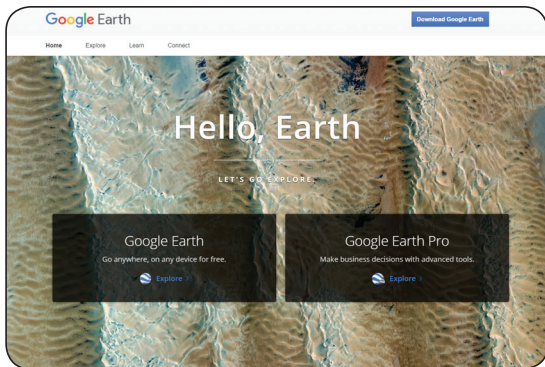 Google Earth
Download Google Earth
Home Explore Learn Connect
Hello, Earth
LET'S GO EXPLORE.
Google Earth
Go anywhere, on any device for free.
Explore
Google Earth Pro
Make business decisions with advanced tools.
Explore